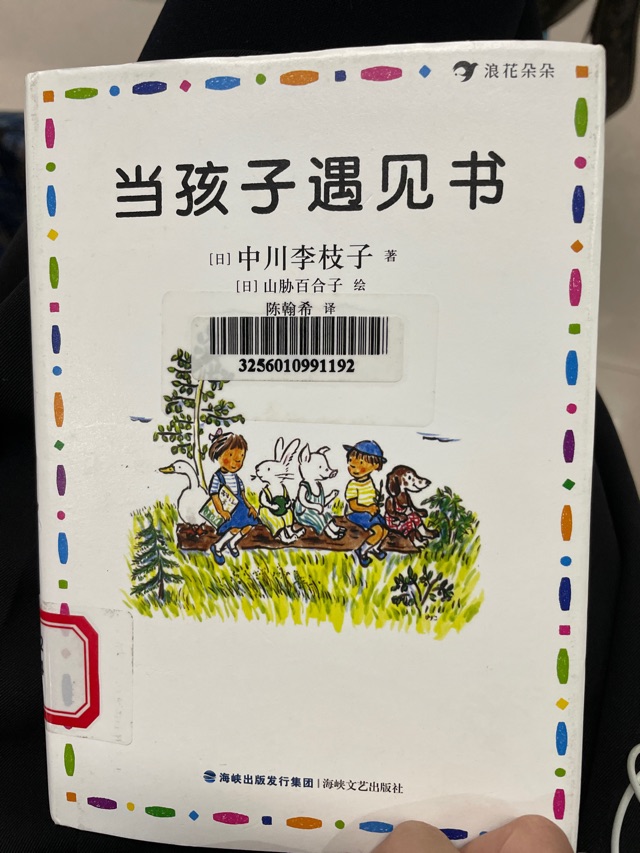 浪花朵朵
当孩子遇见书
[日] 中川李枝子 著
[日] 山胁百合子 绘
陈翰希 译
3256010991192
海峡出版发行集团 | 海峡文艺出版社